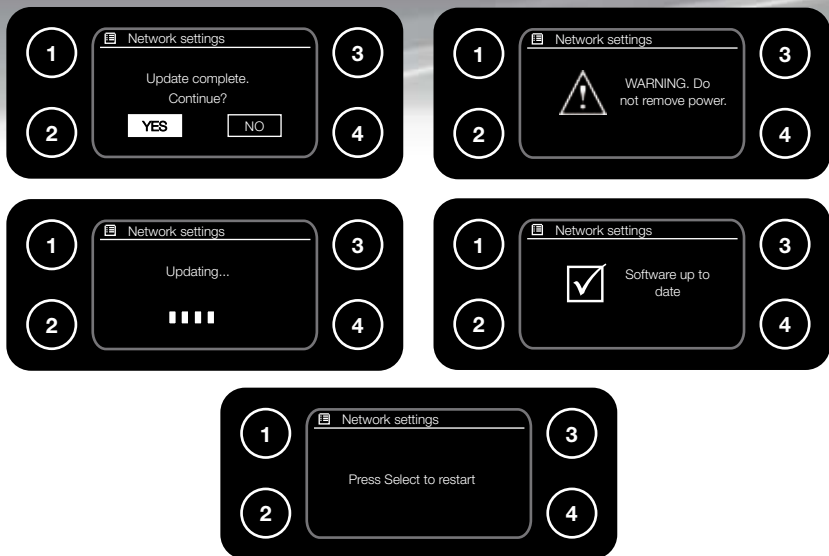 1
Network settings
3
Update complete.
Continue?
YES NO
2
4
1
Network settings
3
WARNING. Do
not remove power.
2
4
1
Network settings
3
Updating...
2
4
1
Network settings
3
Software up to
date
2
4
1
Network settings
3
Press Select to restart
2
4